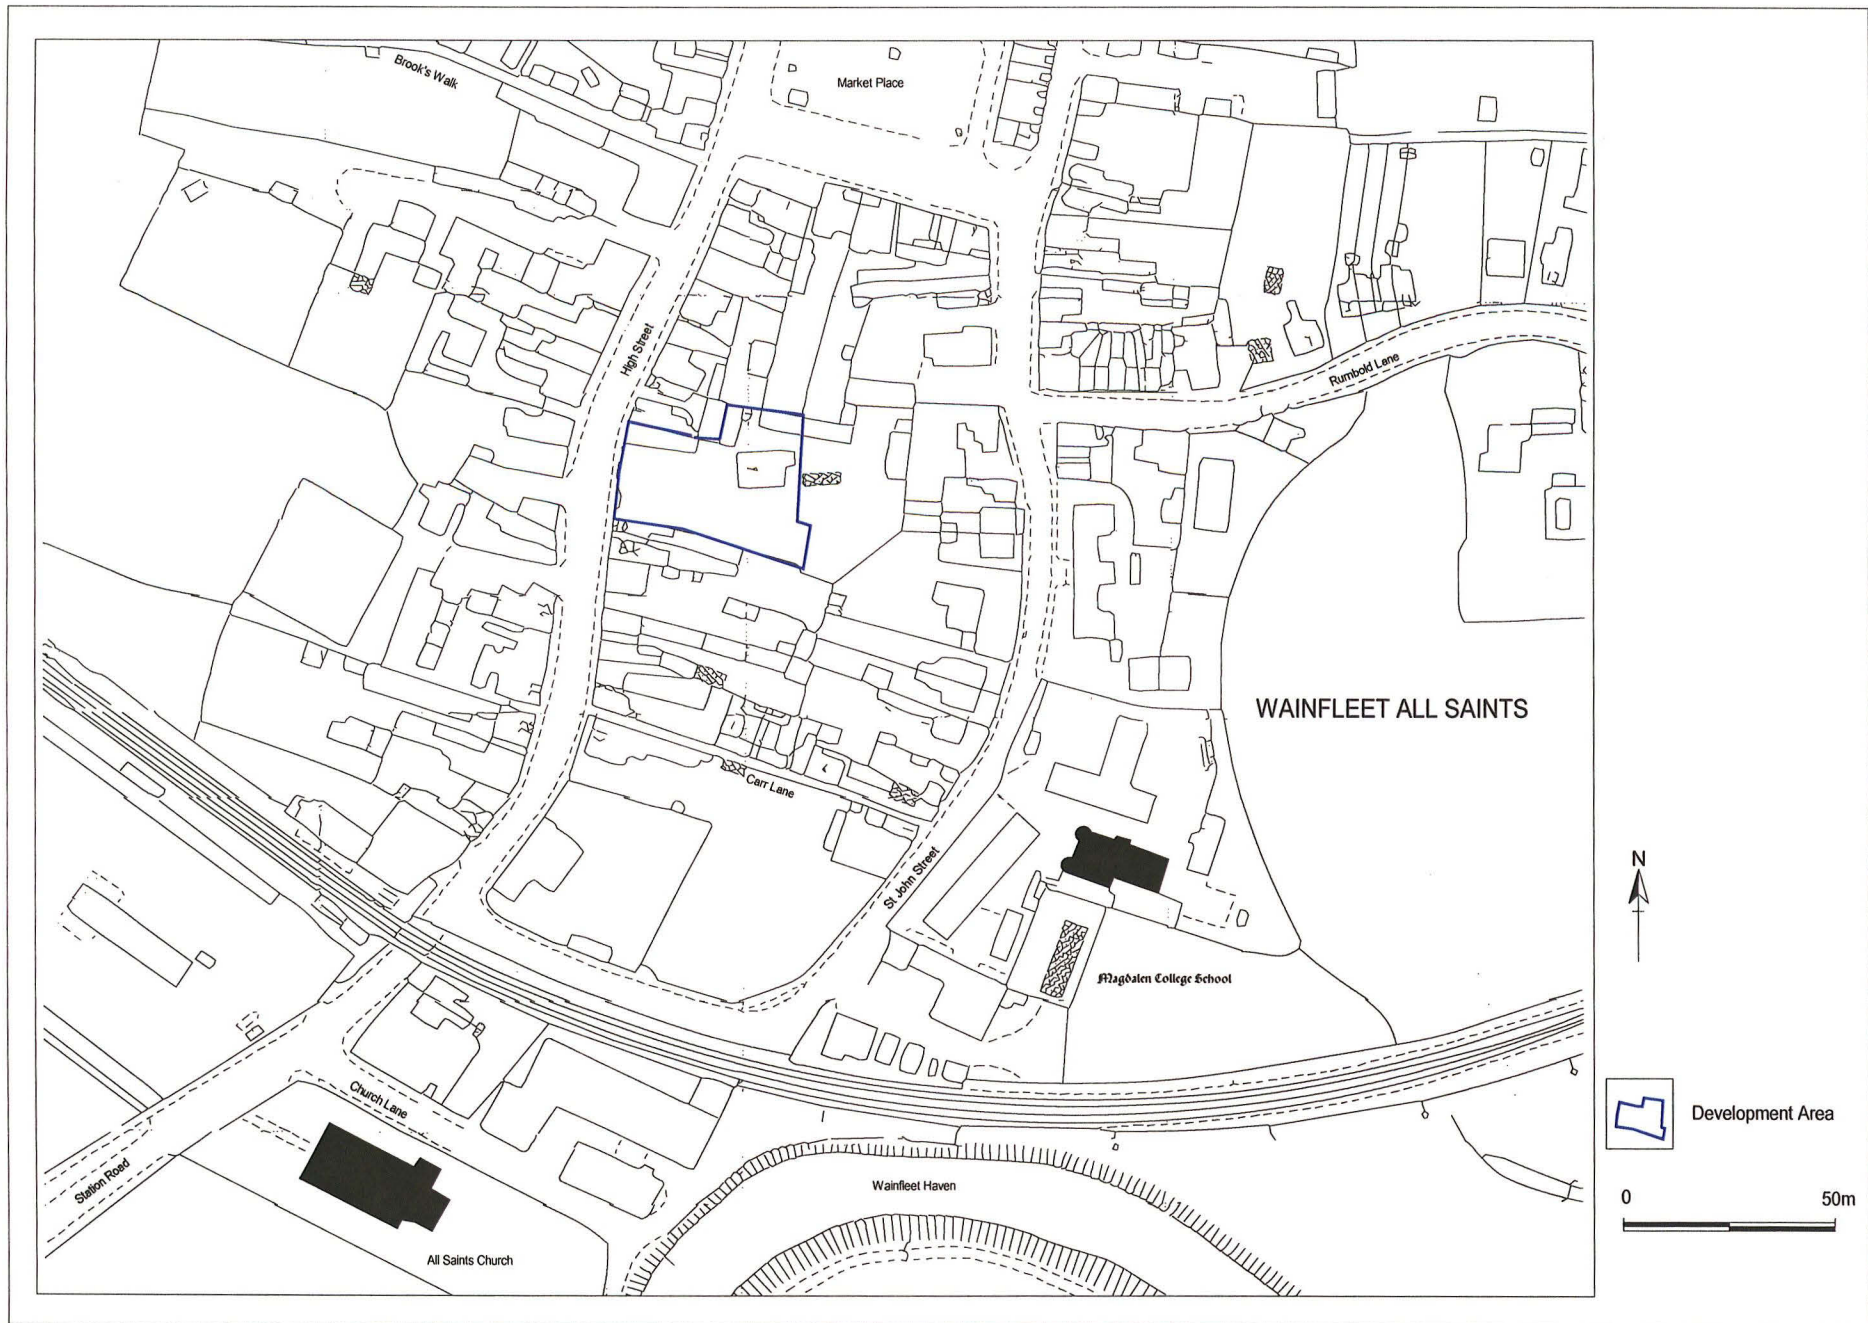 Brook's Walk
Market Place
High Street
Rumbold Lane
WAINFLEET ALL SAINTS
Carr Lane
St John Street
N
Magdalen College School
Church Lane
Development Area
Station Road
Wainfleet Haven
0 50m
All Saints Church